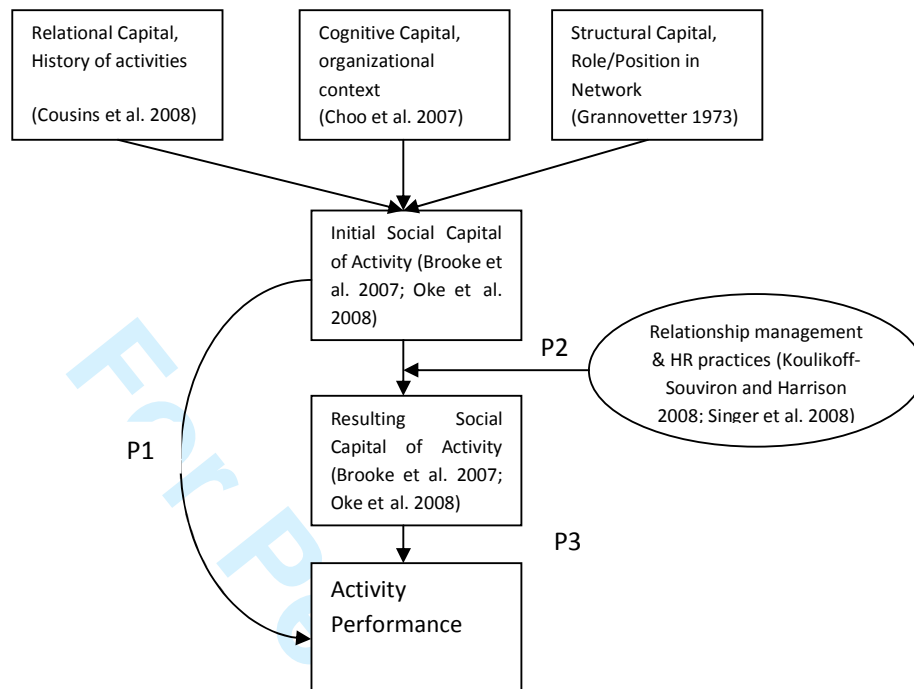 Relational Capital,
History of activities
(Cousins et al. 2008)
Cognitive Capital,
organizational
context
(Choo et al. 2007)
Structural Capital,
Role/Position in
Network
(Grannovetter 1973)
Initial Social Capital
of Activity (Brooke et
al. 2007; Oke et al.
2008)
P2
Relationship management
& HR practices (Koulikoff-
Souviron and Harrison
2008; Singer et al. 2008)
P1
Resulting Social
Capital of Activity
(Brooke et al. 2007;
Oke et al. 2008)
P3
Activity
Performance
For Pe